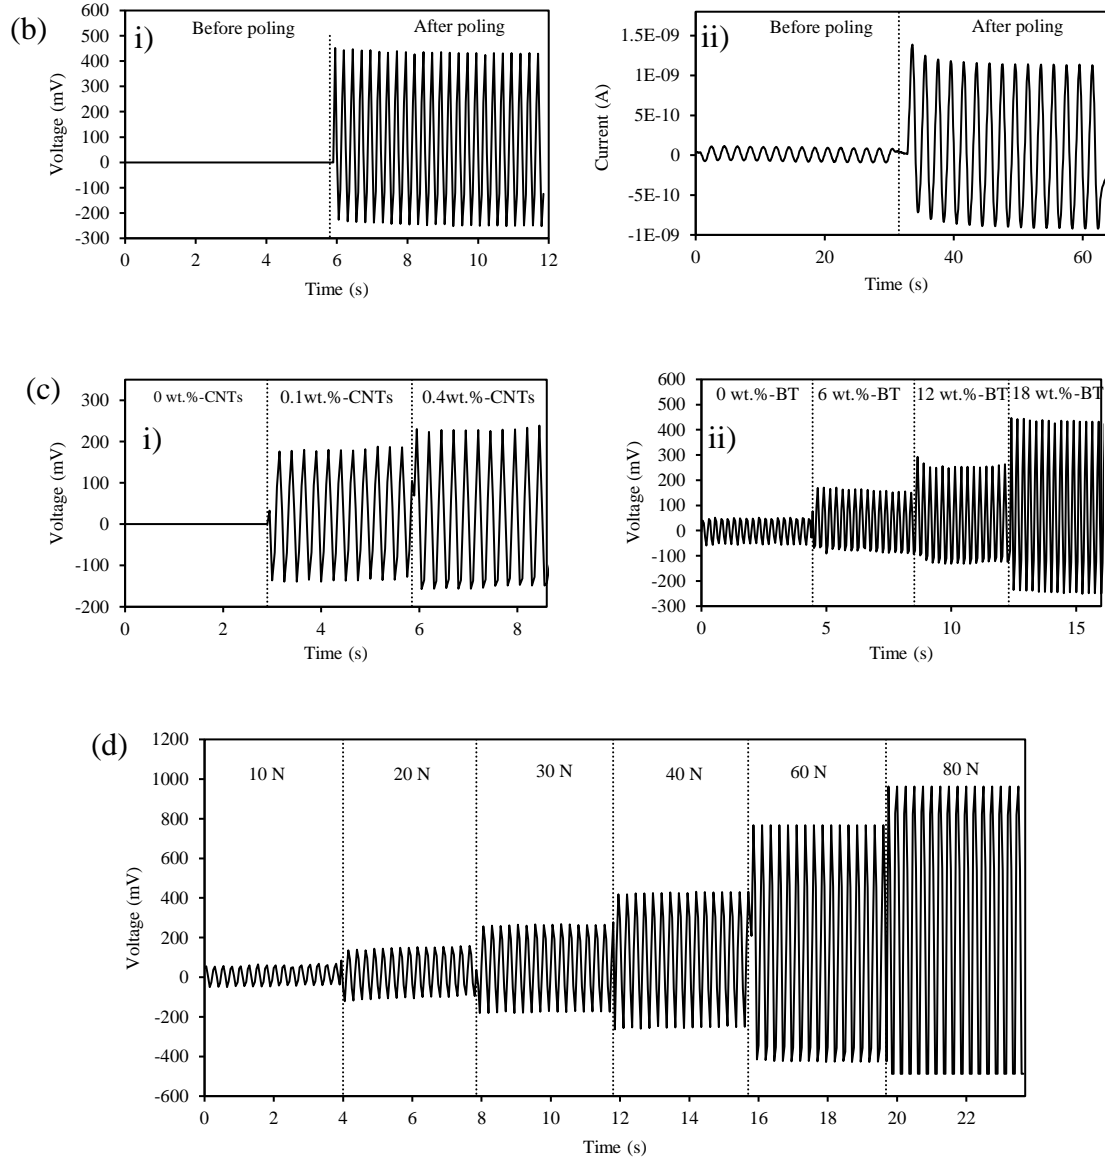 (b)
i)
Before poling
After poling
600
500
400
300
200
100
0
-100
-200
-300
Voltage (mV)
0 2 4 6 8 10 12
Time (s)
ii)
Before poling
After poling
1.5E-09
1E-09
5E-10
0
-5E-10
-1E-09
Current (A)
0 20 40 60
Time (s)
(c)
i)
0 wt.%-CNTs
0.1wt.%-CNTs
0.4wt.%-CNTs
300
200
100
0
-100
-200
Voltage (mV)
0 2 4 6 8
Time (s)
ii)
0 wt.%-BT
6 wt.%-BT
12 wt.%-BT
18 wt.%-BT
600
500
400
300
200
100
0
-100
-200
-300
Voltage (mV)
0 5 10 15
Time (s)
(d)
10 N
20 N
30 N
40 N
60 N
80 N
1200
1000
800
600
400
200
0
-200
-400
-600
Voltage (mV)
0 2 4 6 8 10 12 14 16 18 20 22
Time (s)